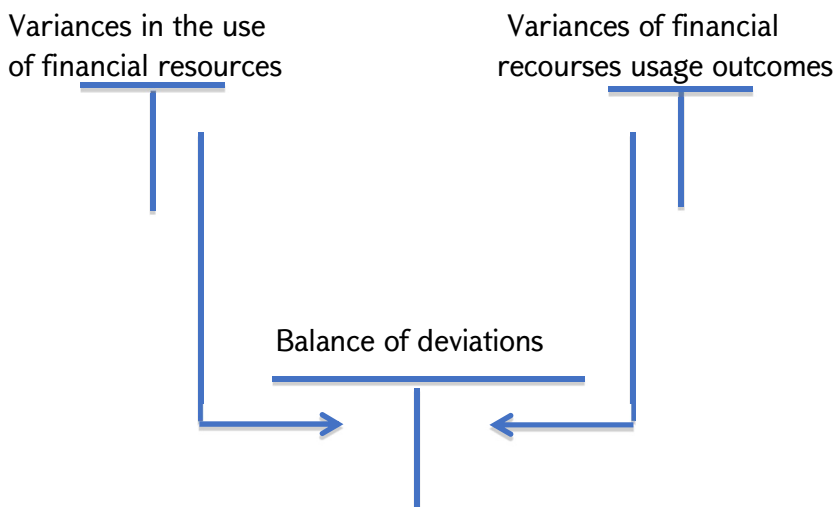 Variances in the use
of financial resources
Variances of financial
recourses usage outcomes
Balance of deviations